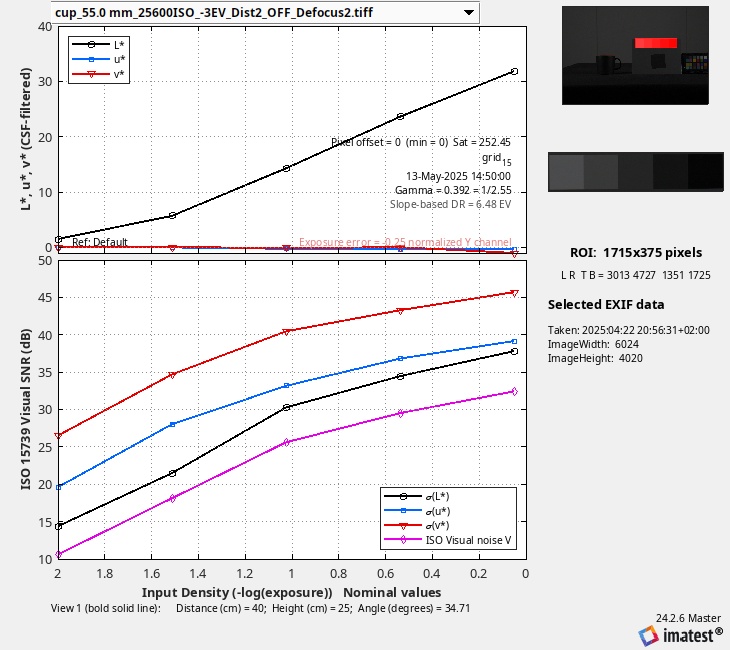 cup_55.0 mm_25600ISO_-3EV_Dist2_OFF_Defocus2.tiff
L*, u*, v* (CSF-filtered)
40
30
20
10
0
L*
u*
v*
Pixel offset = 0 (min = 0) Sat = 252.45
grid15
13-May-2025 14:50:00
Gamma = 0.392 = 1/2.55
Slope-based DR = 6.48 EV
Ref: Default
Exposure error = -0.25 normalized Y channel
ISO 15739 Visual SNR (dB)
50
45
40
35
30
25
20
15
10
σ(L*)
σ(u*)
σ(v*)
ISO Visual noise V
2 1.8 1.6 1.4 1.2 1 0.8 0.6 0.4 0.2 0
Input Density (-log(exposure)) Nominal values
View 1 (bold solid line): Distance (cm) = 40; Height (cm) = 25; Angle (degrees) = 34.71
ROI: 1715x375 pixels
L R T B = 3013 4727 1351 1725
Selected EXIF data
Taken: 2025:04:22 20:56:31+02:00
ImageWidth: 6024
ImageHeight: 4020
24.2.6 Master
imatest®